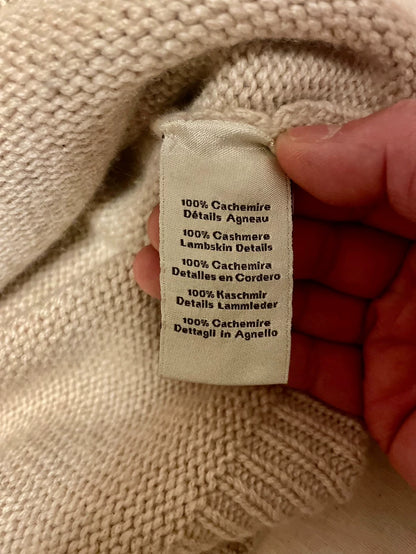 100% Cachemire
Détails Agneau
100% Cashmere
Lambskin Details
100% Cachemira
Detalles en Cordero
100% Kaschmir
Details Lammleder
100% Cachemire
Dettagli in Agnello